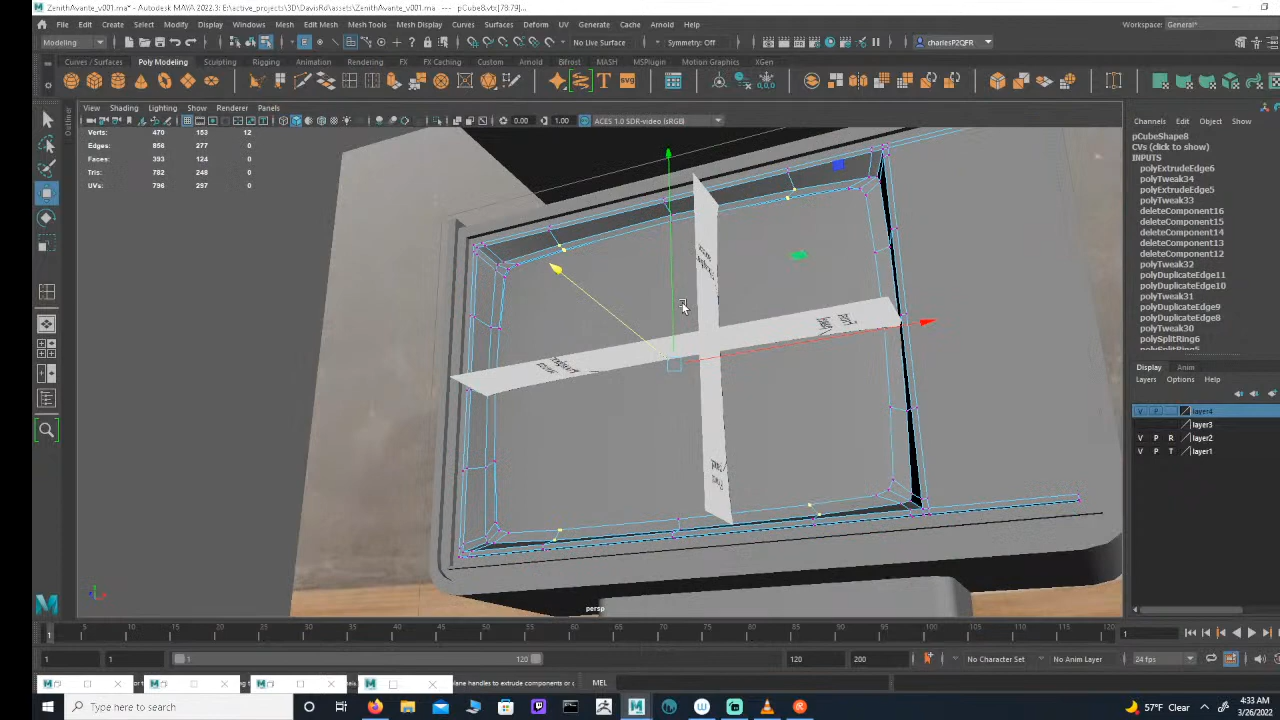 ZenithAvante_v001.ma* - Autodesk MAYA 2022.3: E:\active_projects\3D\DavisRd\assets\ZenithAvante_v001.ma --- pCube8.vtx[78:79]...
File Edit Create Select Modify Display Windows Mesh Edit Mesh Mesh Tools Mesh Display Curves Surfaces Deform UV Generate Cache Arnold Help
Workspace: General*
Modeling
No Live Surface
Symmetry: Off
charlesP2QFR
Curves / Surfaces Poly Modeling Sculpting Rigging Animation Rendering FX FX Caching Custom Arnold Bifrost MASH MSPlugin Motion Graphics XGen
View Shading Lighting Show Renderer Panels
0.00 1.00 ACES 1.0 SDR-video (sRGB)
Outliner
Verts: 470 153 12
Edges: 856 277 0
Faces: 393 124 0
Tris: 782 248 0
UVs: 796 297 0
persp
Channels Edit Object Show
pCubeShape8
CVs (click to show)
INPUTS
polyExtrudeEdge6
polyTweak34
polyExtrudeEdge5
polyTweak33
deleteComponent16
deleteComponent15
deleteComponent14
deleteComponent13
deleteComponent12
polyTweak32
polyDuplicateEdge11
polyDuplicateEdge10
polyTweak31
polyDuplicateEdge9
polyDuplicateEdge8
polyTweak30
polySplitRing6
polySplitRing5
Display Anim
Layers Options Help
V P layer4
layer3
V P R layer2
V P T layer1
1 5 10 15 20 25 30 35 40 45 50 55 60 65 70 75 80 85 90 95 100 105 110 115 120
1
1 1 1 120 120 200
No Character Set
No Anim Layer
24 fps
MEL
Type here to search
57°F Clear
4:33 AM
3/26/2022